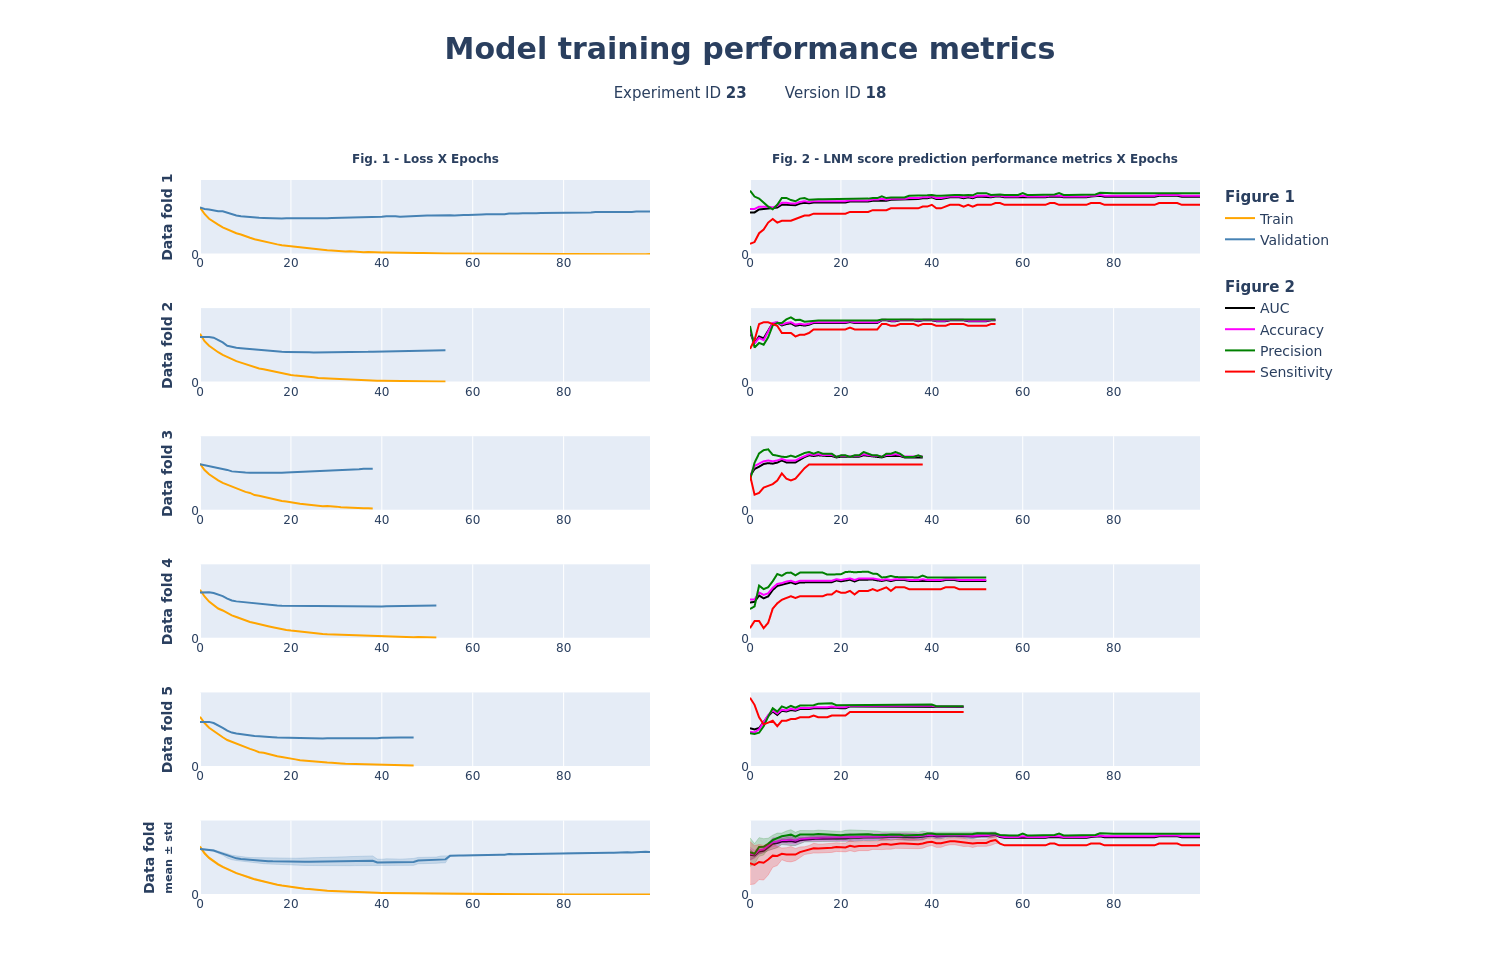 Model training performance metrics
Experiment ID 23 Version ID 18
Fig. 1 - Loss X Epochs
Fig. 2 - LNM score prediction performance metrics X Epochs
Data fold 1
0
0 20 40 60 80
0
0 20 40 60 80
Figure 1
Train
Validation
Figure 2
AUC
Accuracy
Precision
Sensitivity
Data fold 2
0
0 20 40 60 80
0
0 20 40 60 80
Data fold 3
0
0 20 40 60 80
0
0 20 40 60 80
Data fold 4
0
0 20 40 60 80
0
0 20 40 60 80
Data fold 5
0
0 20 40 60 80
0
0 20 40 60 80
Data fold
mean ± std
0
0 20 40 60 80
0
0 20 40 60 80